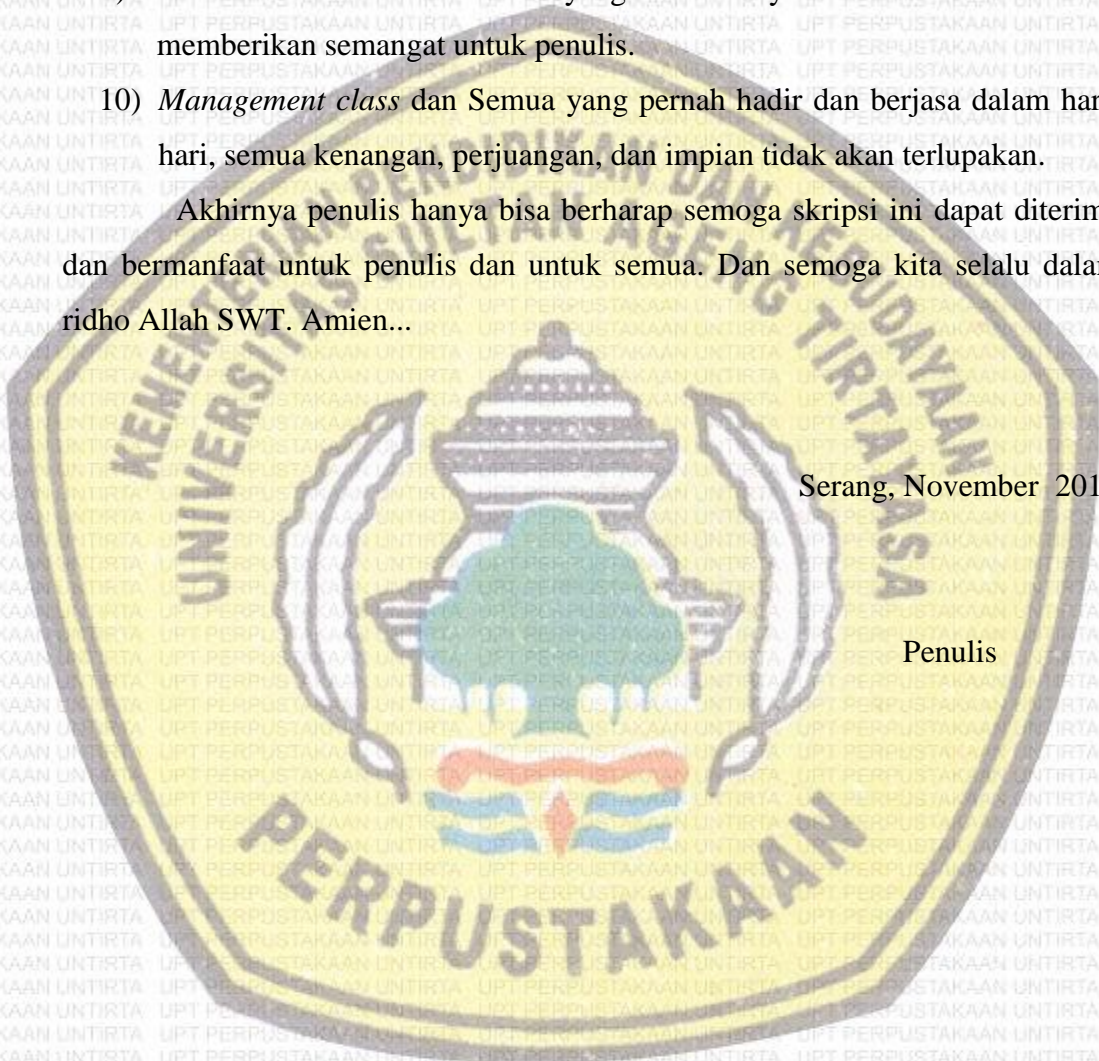 yang
memberikan semangat untuk penulis.
10) Management class dan Semua yang pernah hadir dan berjasa dalam har
hari, semua kenangan, perjuangan, dan impian tidak akan terlupakan.
Akhirnya penulis hanya bisa berharap semoga skripsi ini dapat diterim
dan bermanfaat untuk penulis dan untuk semua. Dan semoga kita selalu dalam
ridho Allah SWT. Amien...
KEMENTERIAN PENDIDIKAN DAN KEBUDAYAAN
UNIVERSITAS SULTAN AGENG TIRTAYASA
Serang, November 201
Penulis
PERPUSTAKAAN